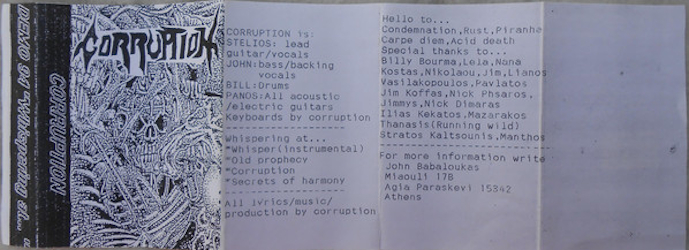 DEMO 94 "Whispering at...
CORRUPTION
CORRUPTION
CORRUPTION is:
STELIOS: lead
guitar/vocals
JOHN:bass/backing
vocals
BILL:Drums
PANOS:All acoustic
/electric guitars
Keyboards by corruption
--------------------
Whispering at...
*Whisper(instrumental)
*Old prophecy
*Corruption
*Secrets of harmony
--------------------
All lyrics/music/
production by corruption
Hello to...
Condemnation,Rust,Piranha
Carpe diem,Acid death
Special thanks to...
Billy Bourma,Lela,Nana
Kostas,Nikolaou,Jim,Lianos
Vasilakopoulos,Pavlatos
Jim Koffas,Nick Phsaros.
Jimmys,Nick Dimaras
Ilias Kekatos,Mazarakos
Thanasis(Running wild)
Stratos Kaltsounis,Manthos
--------------------
For more information write
John Babaloukas
Miaouli 17B
Agia Paraskevi 15342
Athens